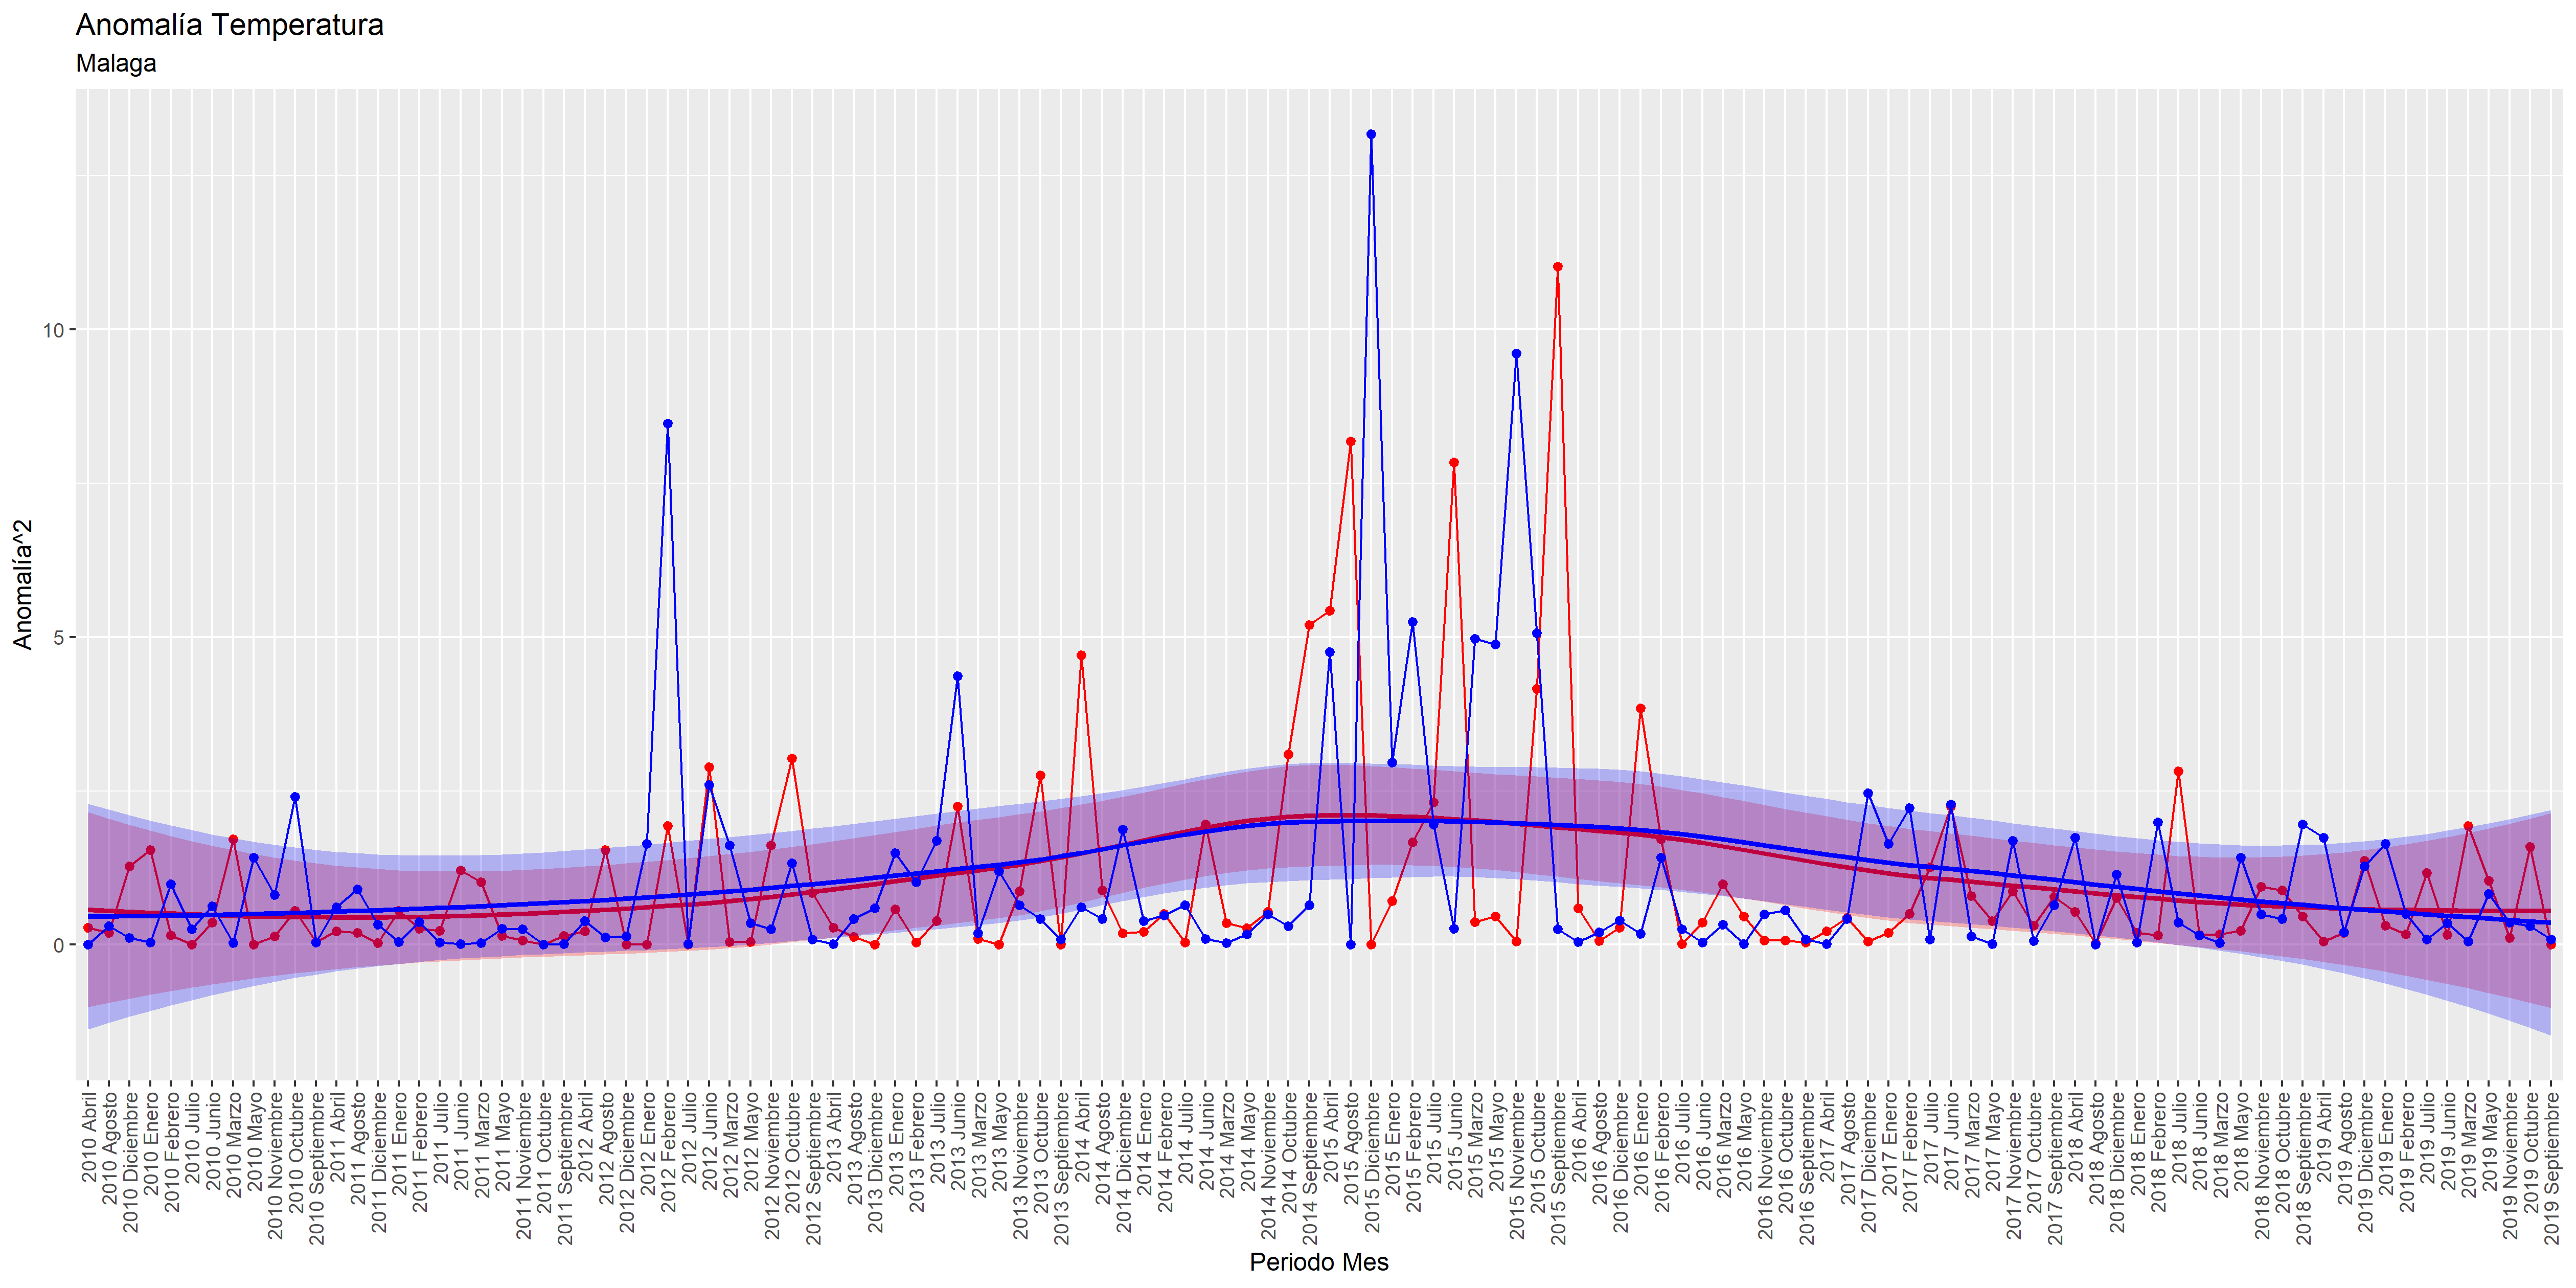 Anomalía Temperatura
Malaga
Anomalía^2
10
5
0
2010 Abril
2010 Agosto
2010 Diciembre
2010 Enero
2010 Febrero
2010 Julio
2010 Junio
2010 Marzo
2010 Mayo
2010 Noviembre
2010 Octubre
2010 Septiembre
2011 Abril
2011 Agosto
2011 Diciembre
2011 Enero
2011 Febrero
2011 Julio
2011 Junio
2011 Marzo
2011 Mayo
2011 Noviembre
2011 Octubre
2011 Septiembre
2012 Abril
2012 Agosto
2012 Diciembre
2012 Enero
2012 Febrero
2012 Julio
2012 Junio
2012 Marzo
2012 Mayo
2012 Noviembre
2012 Octubre
2012 Septiembre
2013 Abril
2013 Agosto
2013 Diciembre
2013 Enero
2013 Febrero
2013 Julio
2013 Junio
2013 Marzo
2013 Mayo
2013 Noviembre
2013 Octubre
2013 Septiembre
2014 Abril
2014 Agosto
2014 Diciembre
2014 Enero
2014 Febrero
2014 Julio
2014 Junio
2014 Marzo
2014 Mayo
2014 Noviembre
2014 Octubre
2014 Septiembre
2015 Abril
2015 Agosto
2015 Diciembre
2015 Enero
2015 Febrero
2015 Julio
2015 Junio
2015 Marzo
2015 Mayo
2015 Noviembre
2015 Octubre
2015 Septiembre
2016 Abril
2016 Agosto
2016 Diciembre
2016 Enero
2016 Febrero
2016 Julio
2016 Junio
2016 Marzo
2016 Mayo
2016 Noviembre
2016 Octubre
2016 Septiembre
2017 Abril
2017 Agosto
2017 Diciembre
2017 Enero
2017 Febrero
2017 Julio
2017 Junio
2017 Marzo
2017 Mayo
2017 Noviembre
2017 Octubre
2017 Septiembre
2018 Abril
2018 Agosto
2018 Diciembre
2018 Enero
2018 Febrero
2018 Julio
2018 Junio
2018 Marzo
2018 Mayo
2018 Noviembre
2018 Octubre
2018 Septiembre
2019 Abril
2019 Agosto
2019 Diciembre
2019 Enero
2019 Febrero
2019 Julio
2019 Junio
2019 Marzo
2019 Mayo
2019 Noviembre
2019 Octubre
2019 Septiembre
Periodo Mes